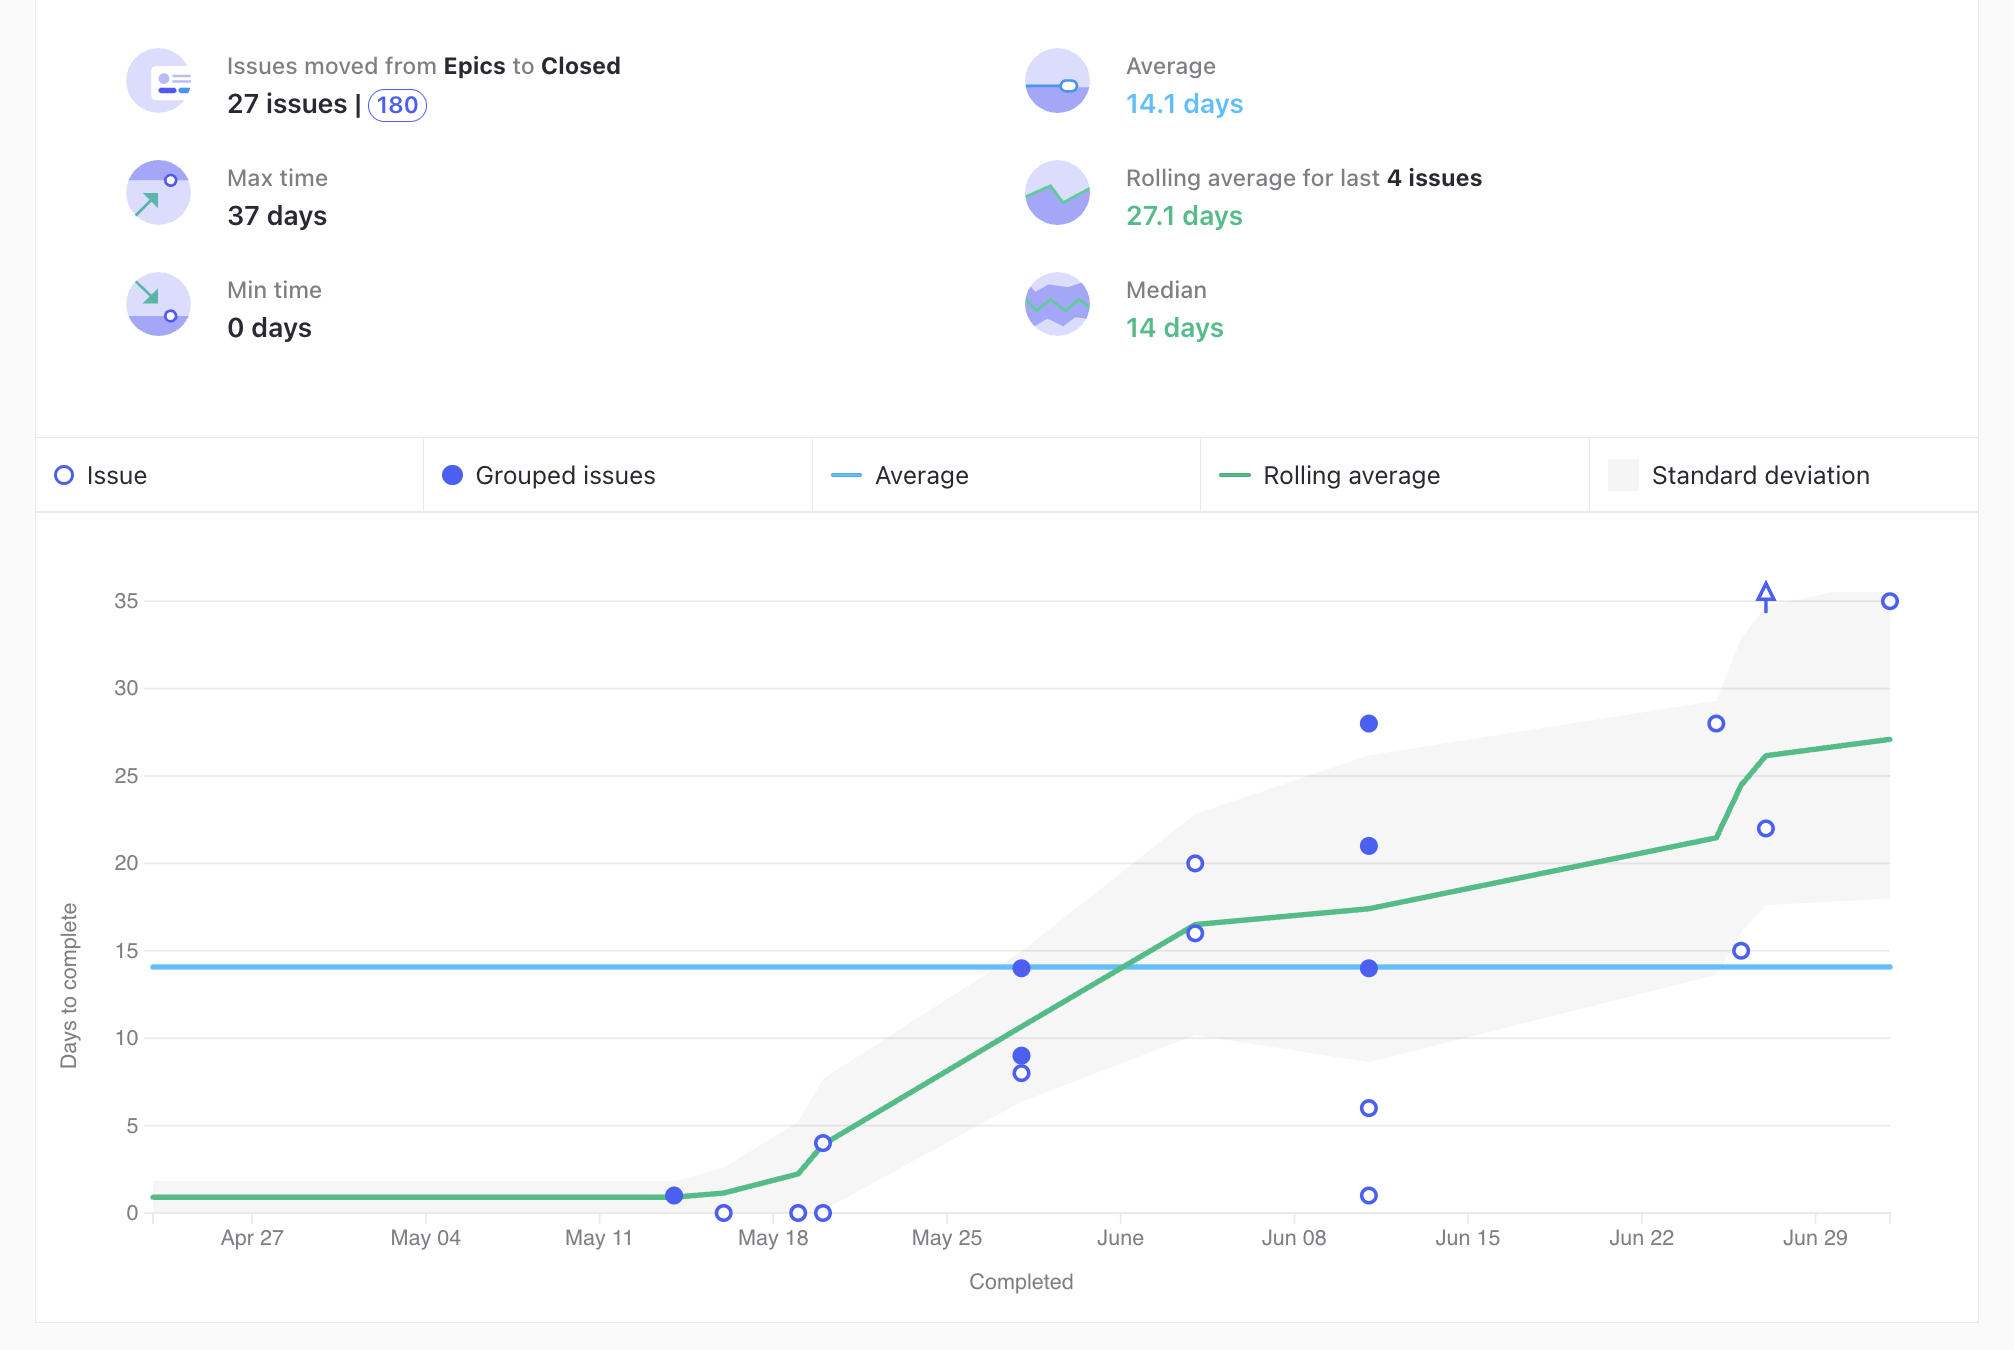 Issues moved from Epics to Closed
27 issues | 180
Max time
37 days
Min time
0 days
Average
14.1 days
Rolling average for last 4 issues
27.1 days
Median
14 days
Issue
Grouped issues
Average
Rolling average
Standard deviation
35
30
25
20
15
10
5
0
Days to complete
Apr 27
May 04
May 11
May 18
May 25
June
Jun 08
Jun 15
Jun 22
Jun 29
Completed